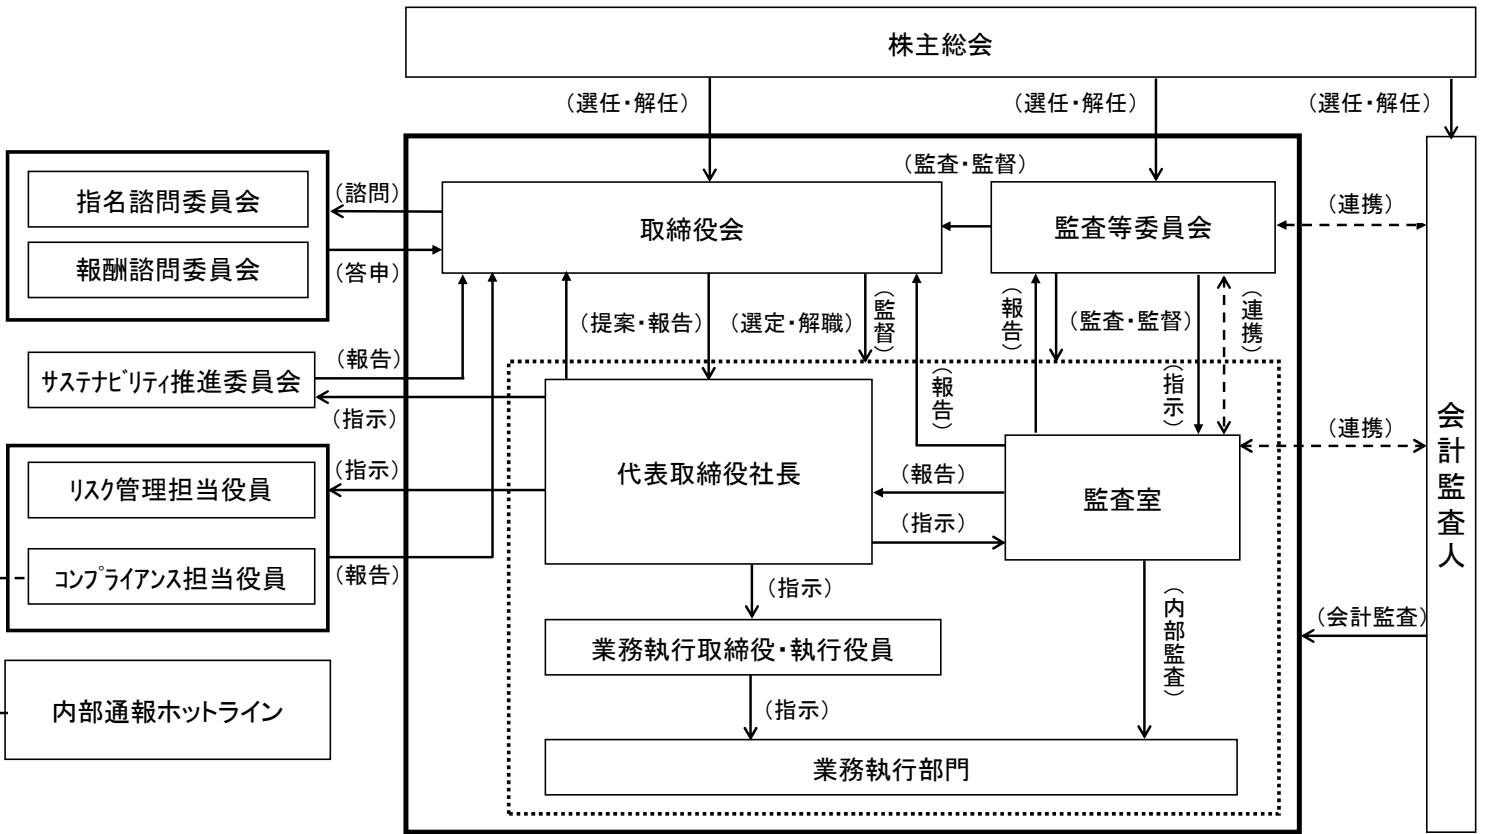 株主総会
（選任・解任）
（選任・解任）
（選任・解任）
指名諮問委員会
報酬諮問委員会
（諮問）
（答申）
取締役会
（監査・監督）
監査等委員会
（連携）
（提案・報告）
（選定・解職）
（監督）
（報告）
（監査・監督）
（連携）
サステナビリティ推進委員会
（報告）
（指示）
（報告）
（指示）
リスク管理担当役員
コンプライアンス担当役員
（指示）
（報告）
代表取締役社長
（報告）
（指示）
監査室
（連携）
会計監査人
（指示）
業務執行取締役・執行役員
（内部監査）
（会計監査）
内部通報ホットライン
（指示）
業務執行部門